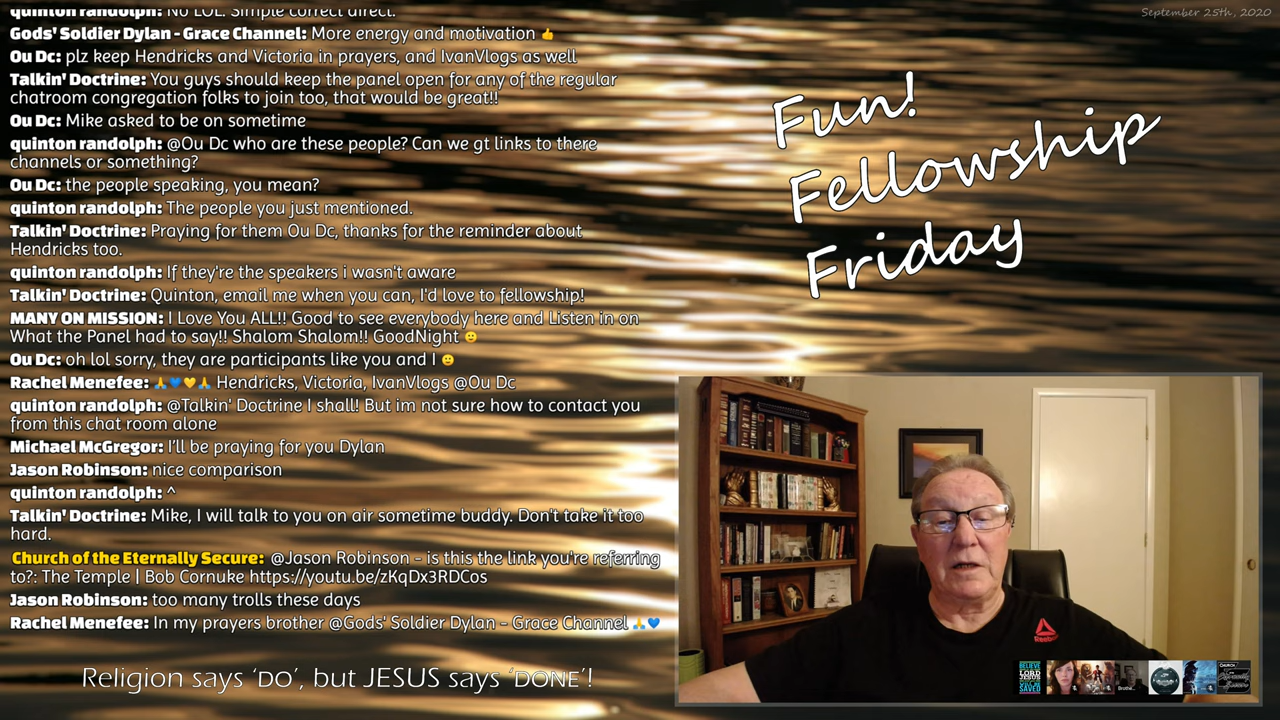 September 25th, 2020
quinton randolph: No LOL. Simple correct direct.
Gods' Soldier Dylan - Grace Channel: More energy and motivation 👍
Ou Dc: plz keep Hendricks and Victoria in prayers, and IvanVlogs as well
Talkin' Doctrine: You guys should keep the panel open for any of the regular
chatroom congregation folks to join too, that would be great!!
Ou Dc: Mike asked to be on sometime
quinton randolph: @Ou Dc who are these people? Can we gt links to there
channels or something?
Ou Dc: the people speaking, you mean?
quinton randolph: The people you just mentioned.
Talkin' Doctrine: Praying for them Ou Dc, thanks for the reminder about
Hendricks too.
quinton randolph: If they're the speakers i wasn't aware
Talkin' Doctrine: Quinton, email me when you can, I'd love to fellowship!
MANY ON MISSION: I Love You ALL!! Good to see everybody here and Listen in on
What the Panel had to say!! Shalom Shalom!! GoodNight 🙂
Ou Dc: oh lol sorry, they are participants like you and I 🙂
Rachel Menefee: 🙏💙💛🙏 Hendricks, Victoria, IvanVlogs @Ou Dc
quinton randolph: @Talkin' Doctrine I shall! But im not sure how to contact you
from this chat room alone
Michael McGregor: I'll be praying for you Dylan
Jason Robinson: nice comparison
quinton randolph: ^
Talkin' Doctrine: Mike, I will talk to you on air sometime buddy. Don't take it too
hard.
Church of the Eternally Secure: @Jason Robinson - is this the link you're referring
to?: The Temple | Bob Cornuke https://youtu.be/zKqDx3RDCos
Jason Robinson: too many trolls these days
Rachel Menefee: In my prayers brother @Gods' Soldier Dylan - Grace Channel 🙏💙
Religion says 'DO', but JESUS says 'DONE'!
Fun!
Fellowship
Friday
Reebok
BELIEVE
LORD
JESUS
SAVED
Brothe...
CHURCH